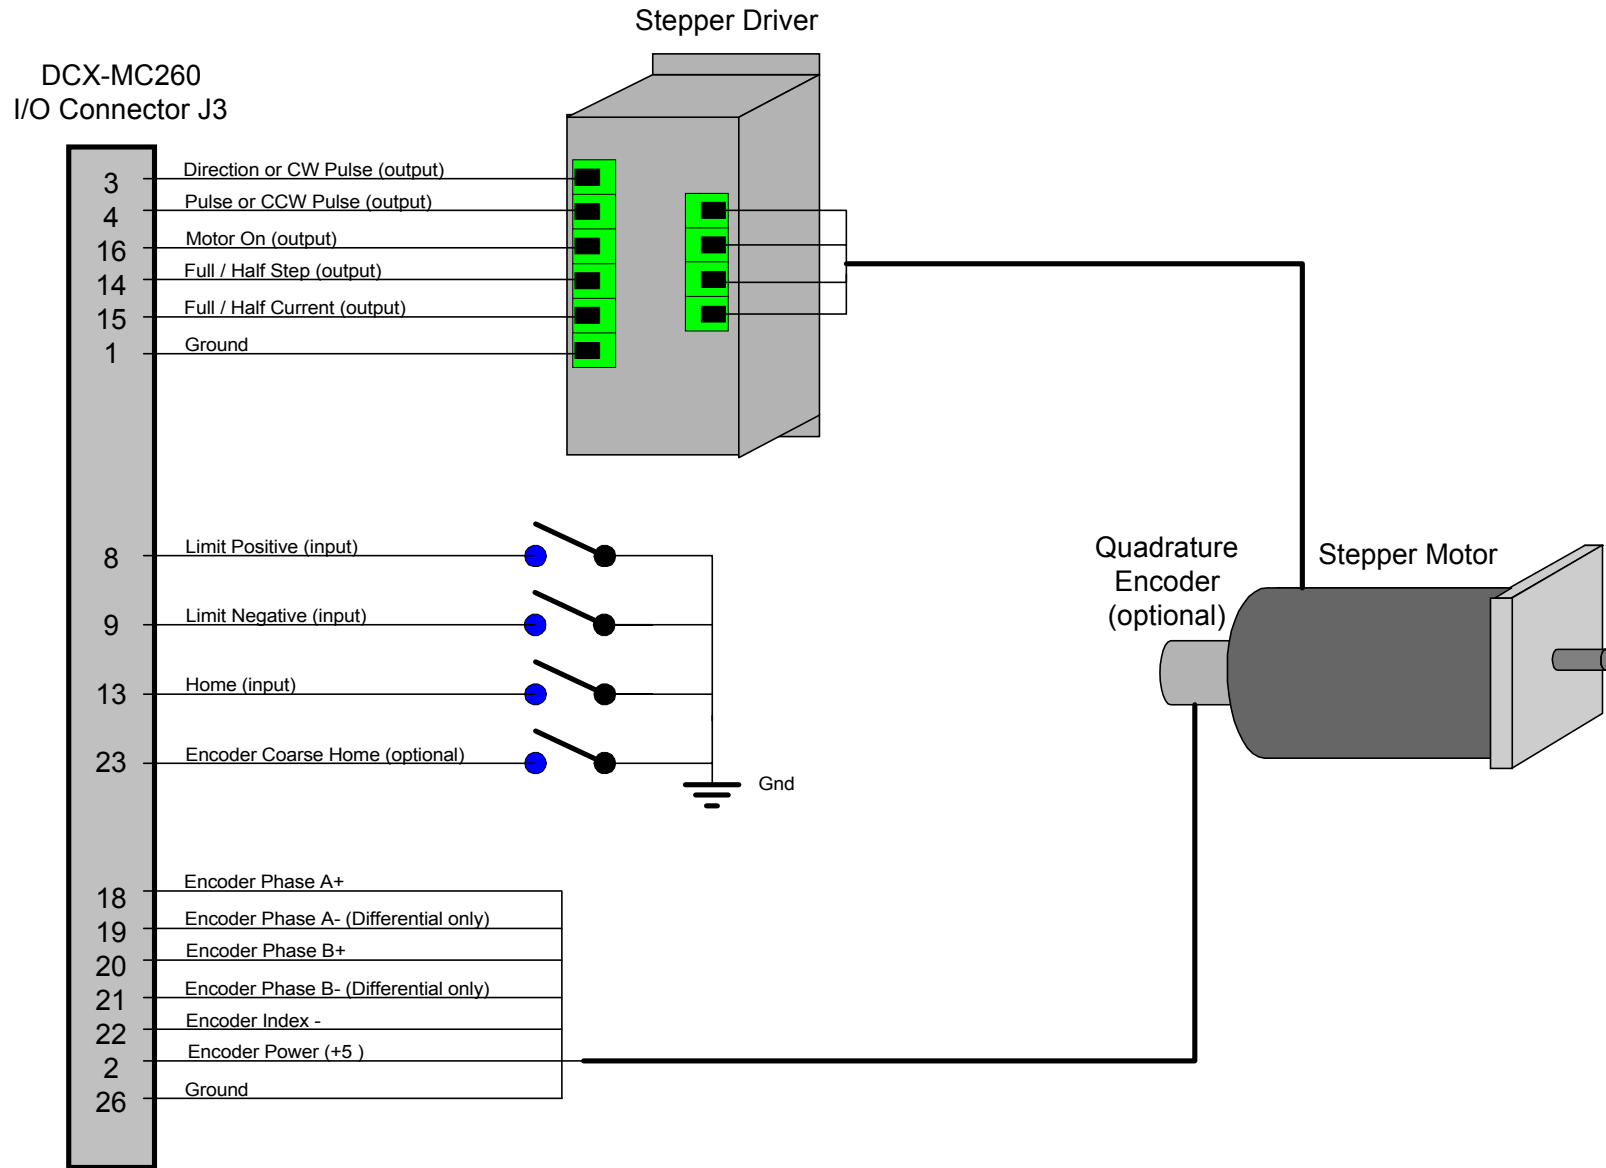 Stepper Driver
DCX-MC260
I/O Connector J3
3 Direction or CW Pulse (output)
4 Pulse or CCW Pulse (output)
16 Motor On (output)
14 Full / Half Step (output)
15 Full / Half Current (output)
1 Ground
8 Limit Positive (input)
9 Limit Negative (input)
13 Home (input)
23 Encoder Coarse Home (optional)
Gnd
Quadrature
Encoder
(optional)
Stepper Motor
18 Encoder Phase A+
19 Encoder Phase A- (Differential only)
20 Encoder Phase B+
21 Encoder Phase B- (Differential only)
22 Encoder Index -
2 Encoder Power (+5 )
26 Ground